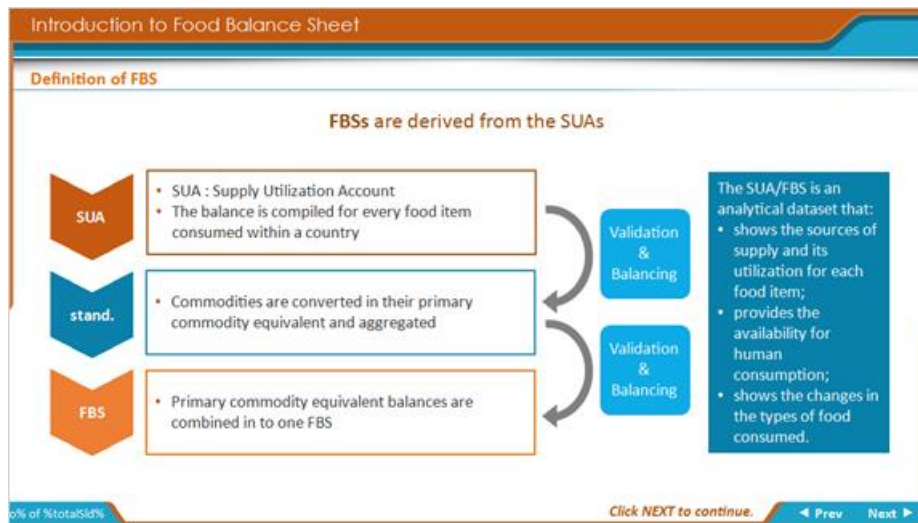 Introduction to Food Balance Sheet
Definition of FBS
FBSs are derived from the SUAs
SUA
• SUA : Supply Utilization Account
• The balance is compiled for every food item
consumed within a country
Validation
&
Balancing
stand.
• Commodities are converted in their primary
commodity equivalent and aggregated
Validation
&
Balancing
FBS
• Primary commodity equivalent balances are
combined in to one FBS
The SUA/FBS is an
analytical dataset that:
• shows the sources of
supply and its
utilization for each
food item;
• provides the
availability for
human
consumption;
• shows the changes in
the types of food
consumed.
o% of %totalSld%
Click NEXT to continue.
◄ Prev
Next ►